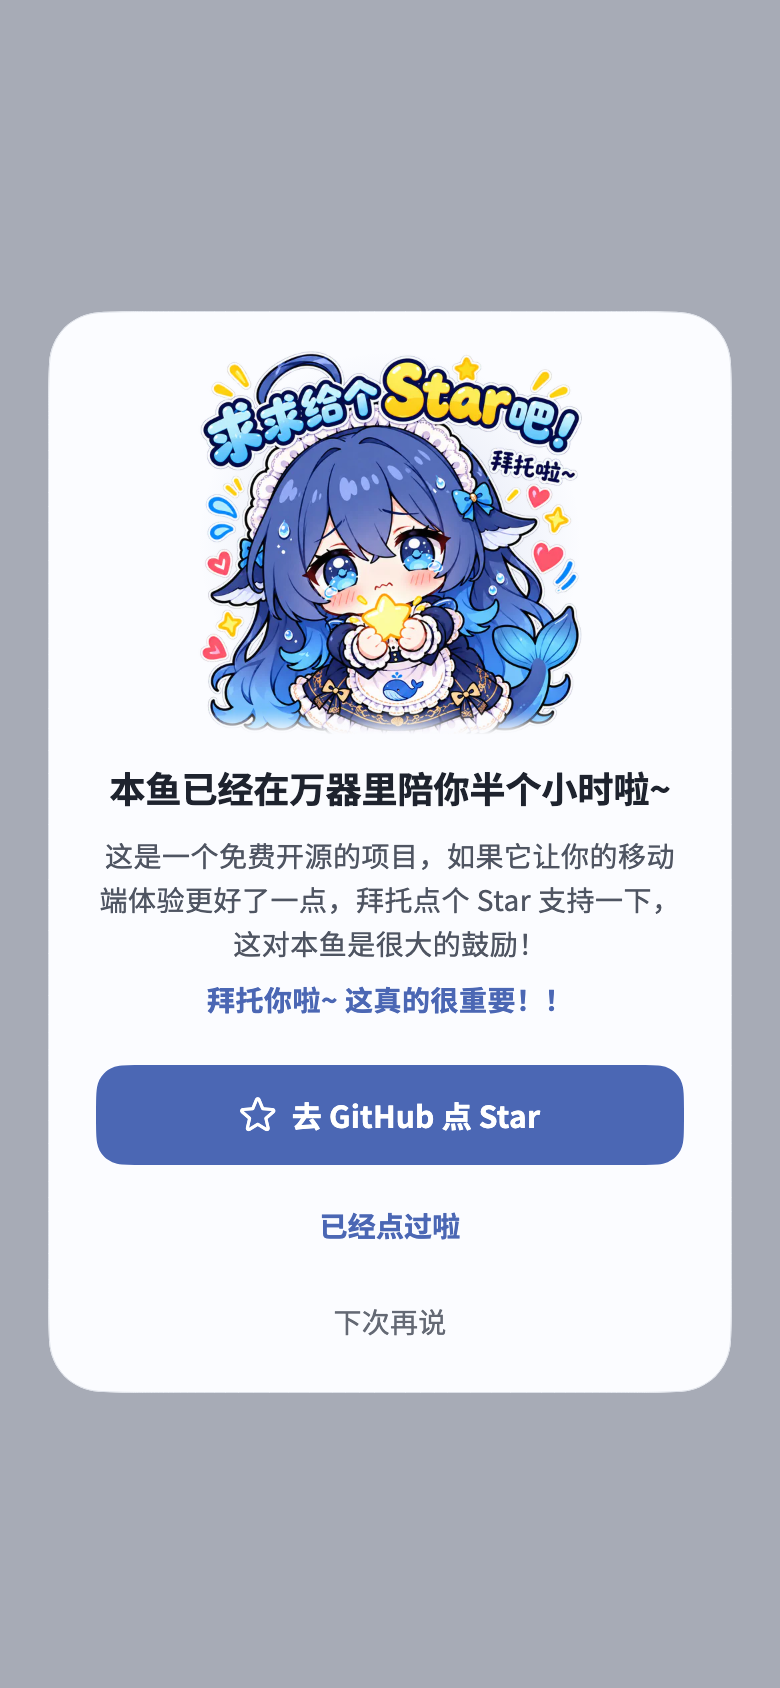 求求给个Star吧！
拜托啦~
本鱼已经在万器里陪你半个小时啦~
这是一个免费开源的项目，如果它让你的移动
端体验更好了一点，拜托点个 Star 支持一下，
这对本鱼是很大的鼓励！
拜托你啦~ 这真的很重要！！
去 GitHub 点 Star
已经点过啦
下次再说